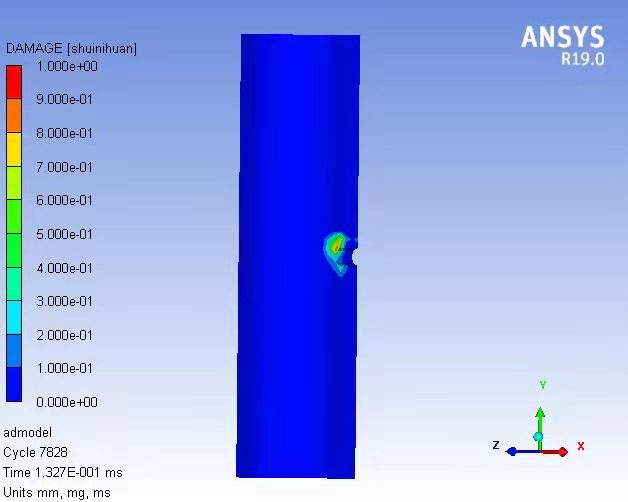 DAMAGE [shuinihuan]
1.000e+00
9.000e-01
8.000e-01
7.000e-01
6.000e-01
5.000e-01
4.000e-01
3.000e-01
2.000e-01
1.000e-01
0.000e+00
admodel
Cycle 7828
Time 1.327E-001 ms
Units mm, mg, ms
ANSYS
R19.0
Y
Z
X